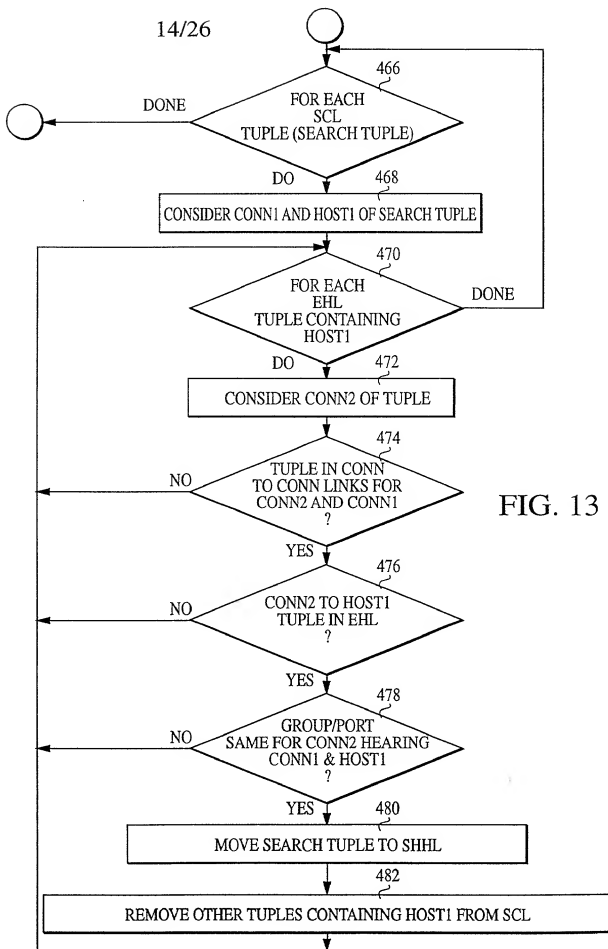 14/26
466
FOR EACH
SCL
TUPLE (SEARCH TUPLE)
DONE
DO
468
CONSIDER CONN1 AND HOST1 OF SEARCH TUPLE
470
FOR EACH
EHL
TUPLE CONTAINING
HOST1
DONE
DO
472
CONSIDER CONN2 OF TUPLE
474
TUPLE IN CONN
TO CONN LINKS FOR
CONN2 AND CONN1
?
NO
YES
FIG. 13
476
CONN2 TO HOST1
TUPLE IN EHL
?
NO
YES
478
GROUP/PORT
SAME FOR CONN2 HEARING
CONN1 & HOST1
?
NO
YES
480
MOVE SEARCH TUPLE TO SHHL
482
REMOVE OTHER TUPLES CONTAINING HOST1 FROM SCL